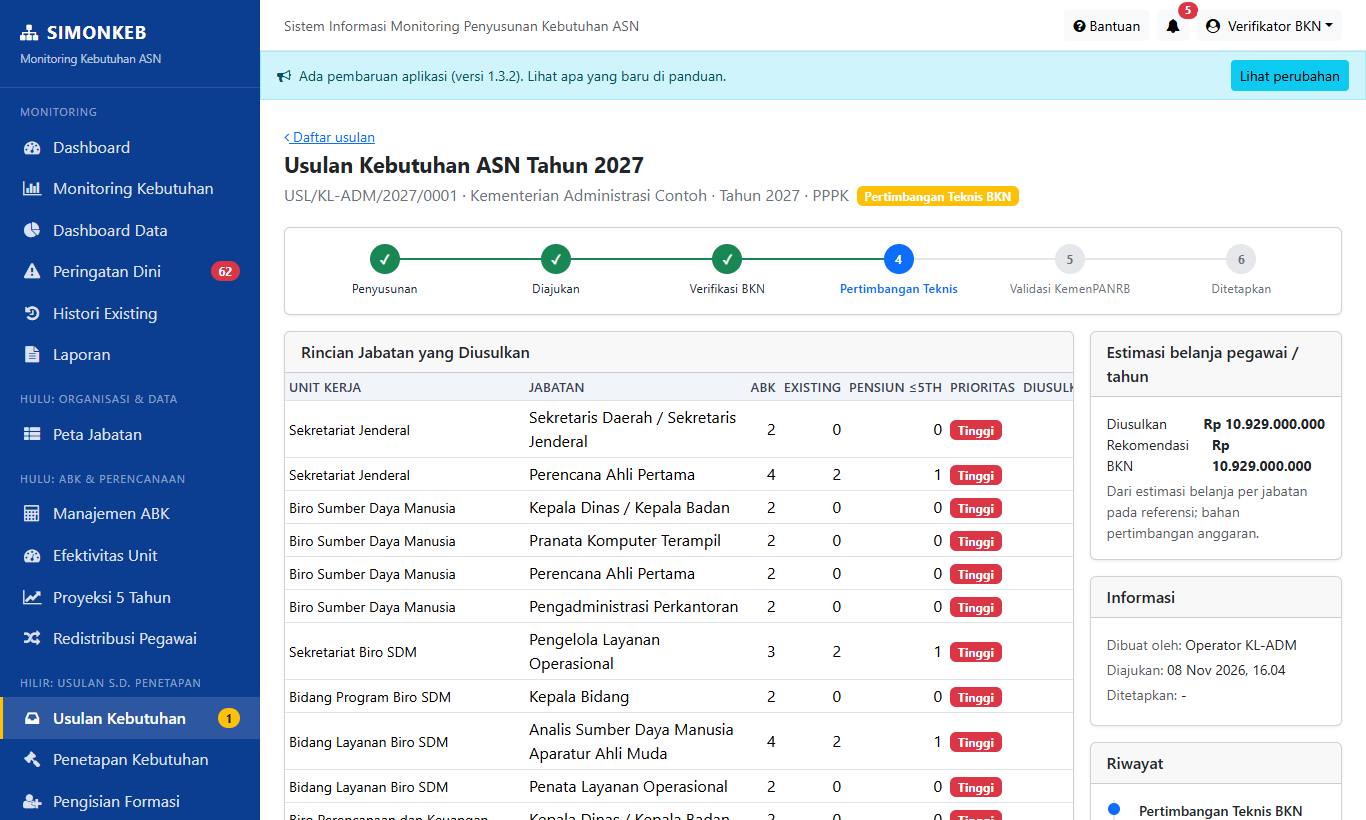 SIMONKEB
Monitoring Kebutuhan ASN
MONITORING
Dashboard
Monitoring Kebutuhan
Dashboard Data
Peringatan Dini 62
Histori Existing
Laporan
HULU: ORGANISASI & DATA
Peta Jabatan
HULU: ABK & PERENCANAAN
Manajemen ABK
Efektivitas Unit
Proyeksi 5 Tahun
Redistribusi Pegawai
HILIR: USULAN S.D. PENETAPAN
Usulan Kebutuhan 1
Penetapan Kebutuhan
Pengisian Formasi
Sistem Informasi Monitoring Penyusunan Kebutuhan ASN
Bantuan 5 Verifikator BKN
Ada pembaruan aplikasi (versi 1.3.2). Lihat apa yang baru di panduan. Lihat perubahan
Daftar usulan
Usulan Kebutuhan ASN Tahun 2027
USL/KL-ADM/2027/0001 · Kementerian Administrasi Contoh · Tahun 2027 · PPPK Pertimbangan Teknis BKN
✓ ✓ ✓ 4 5 6
Penyusunan Diajukan Verifikasi BKN Pertimbangan Teknis Validasi KemenPANRB Ditetapkan
Rincian Jabatan yang Diusulkan
UNIT KERJA JABATAN ABK EXISTING PENSIUN ≤5TH PRIORITAS DIUSULK
Sekretariat Jenderal Sekretaris Daerah / Sekretaris Jenderal 2 0 0 Tinggi
Sekretariat Jenderal Perencana Ahli Pertama 4 2 1 Tinggi
Biro Sumber Daya Manusia Kepala Dinas / Kepala Badan 2 0 0 Tinggi
Biro Sumber Daya Manusia Pranata Komputer Terampil 2 0 0 Tinggi
Biro Sumber Daya Manusia Perencana Ahli Pertama 2 0 0 Tinggi
Biro Sumber Daya Manusia Pengadministrasi Perkantoran 2 0 0 Tinggi
Sekretariat Biro SDM Pengelola Layanan Operasional 3 2 1 Tinggi
Bidang Program Biro SDM Kepala Bidang 2 0 0 Tinggi
Bidang Layanan Biro SDM Analis Sumber Daya Manusia Aparatur Ahli Muda 4 2 1 Tinggi
Bidang Layanan Biro SDM Penata Layanan Operasional 2 0 0 Tinggi
Biro Perencanaan dan Keuangan Kepala Dinas / Kepala Badan 2 0 0 Tinggi
Estimasi belanja pegawai /
tahun
Diusulkan Rp 10.929.000.000
Rekomendasi BKN Rp 10.929.000.000
Dari estimasi belanja per jabatan
pada referensi; bahan
pertimbangan anggaran.
Informasi
Dibuat oleh: Operator KL-ADM
Diajukan: 08 Nov 2026, 16.04
Ditetapkan: -
Riwayat
Pertimbangan Teknis BKN